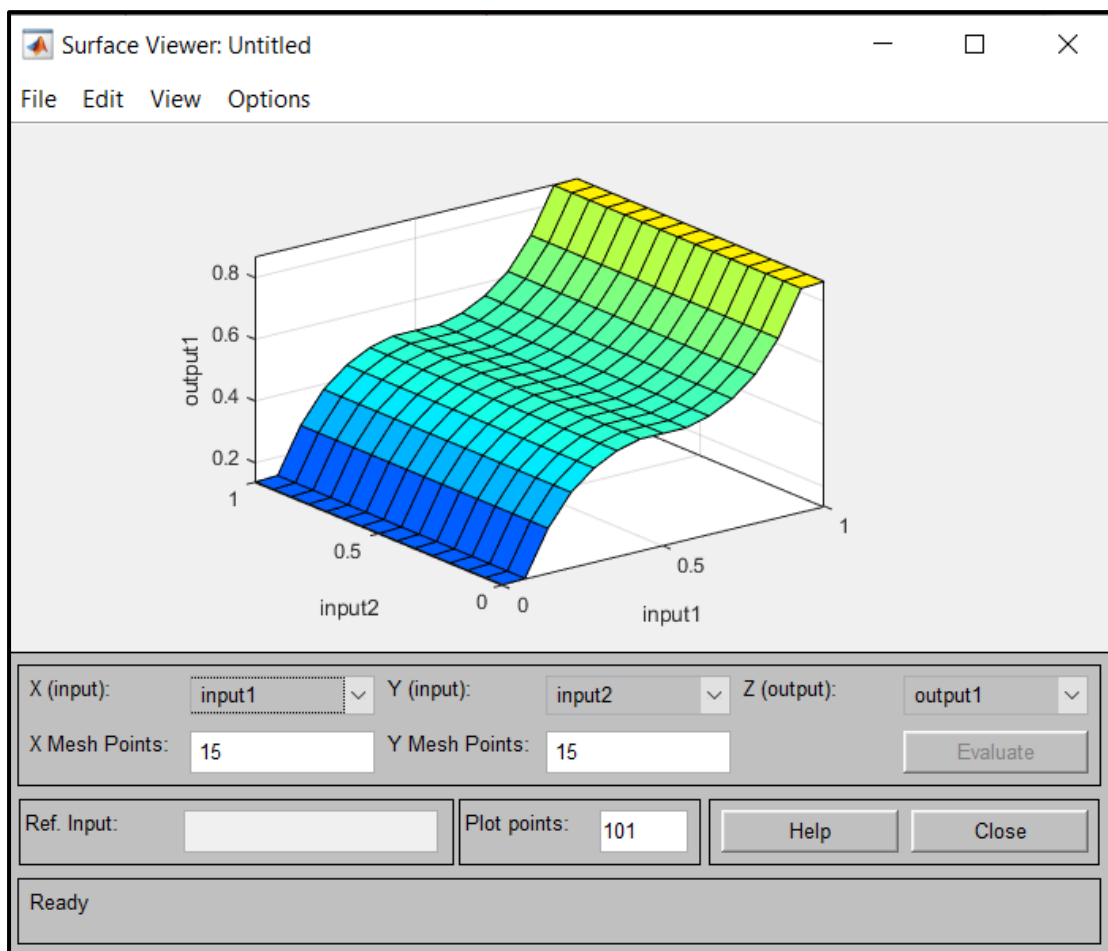 Surface Viewer: Untitled
File Edit View Options
0.8
0.6
0.4
0.2
output1
1
0.5
0
input2
0
0.5
1
input1
X (input): input1 Y (input): input2 Z (output): output1
X Mesh Points: 15 Y Mesh Points: 15 Evaluate
Ref. Input: Plot points: 101 Help Close
Ready